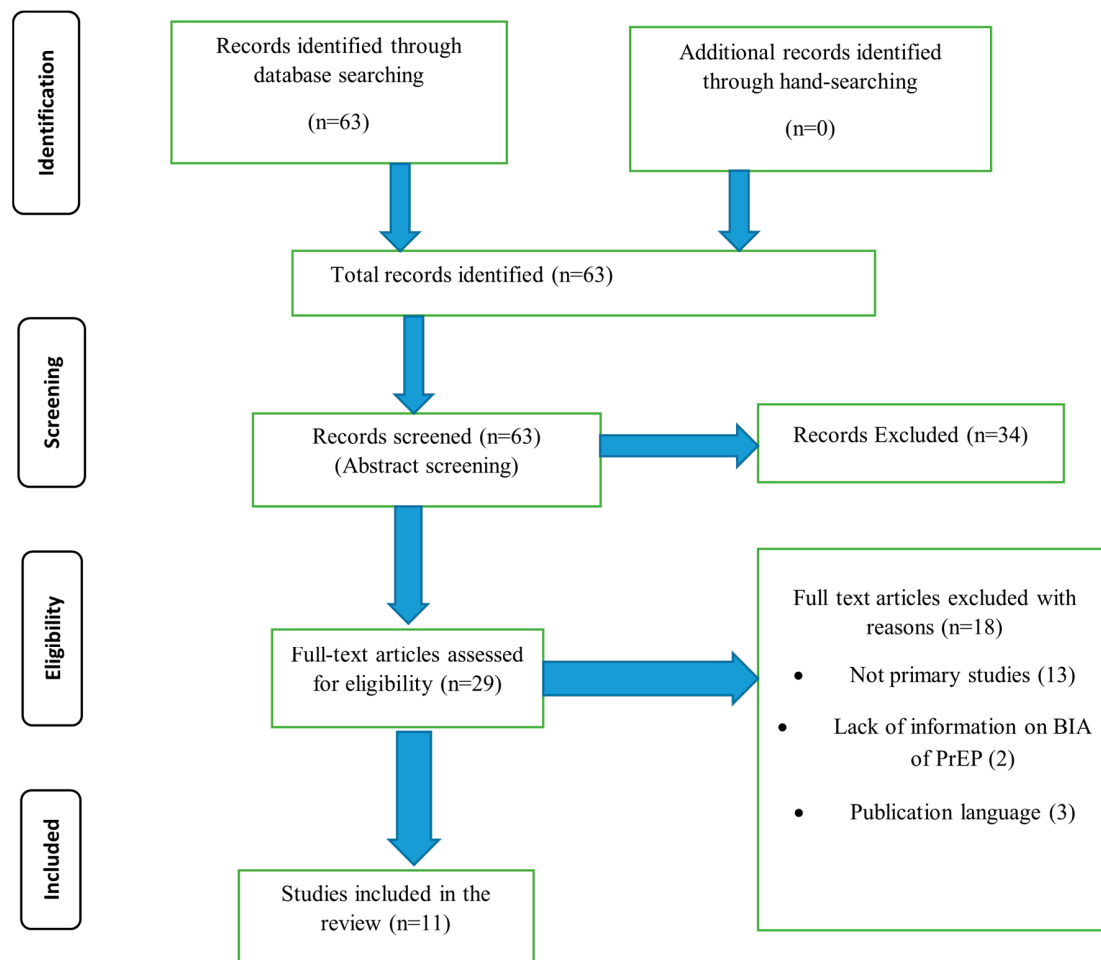 Identification
Records identified through
database searching
(n=63)
Additional records identified
through hand-searching
(n=0)
Total records identified (n=63)
Screening
Records screened (n=63)
(Abstract screening)
Records Excluded (n=34)
Eligibility
Full-text articles assessed
for eligibility (n=29)
Full text articles excluded with
reasons (n=18)
• Not primary studies (13)
• Lack of information on BIA
of PrEP (2)
• Publication language (3)
Included
Studies included in the
review (n=11)